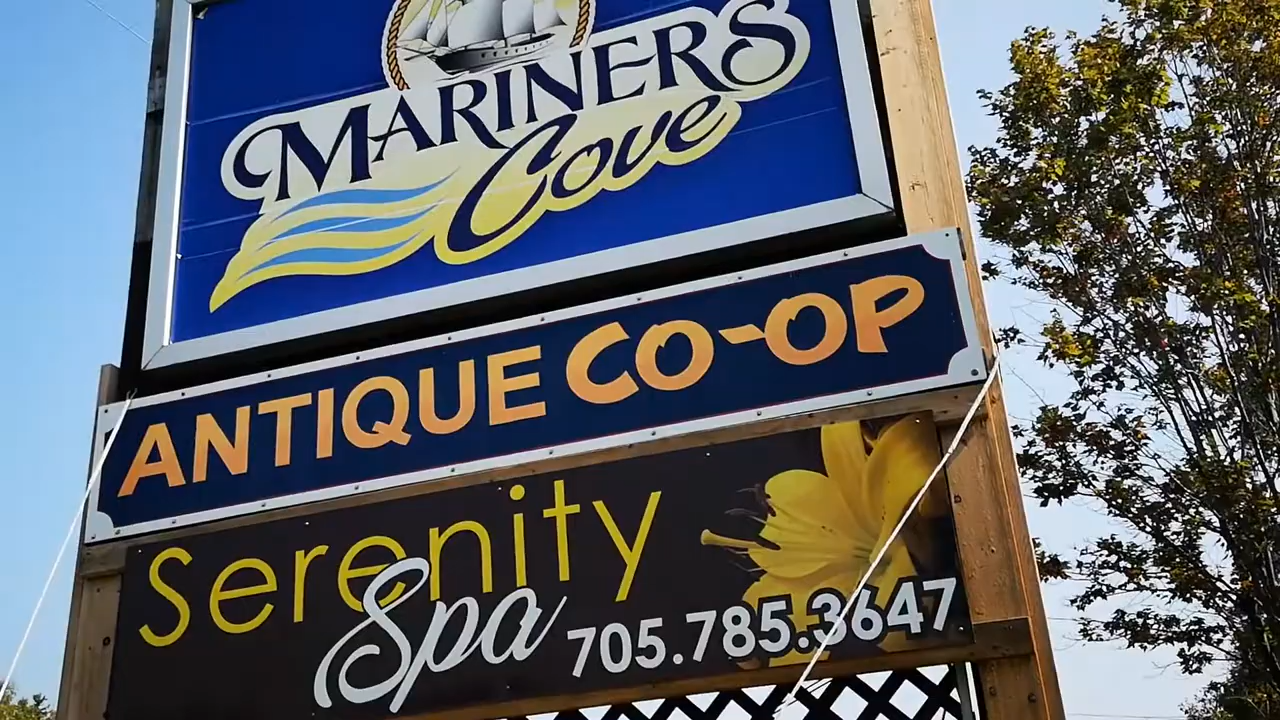 MARINERS
Cove
ANTIQUE CO-OP
Serenity
Spa
705.785.3647